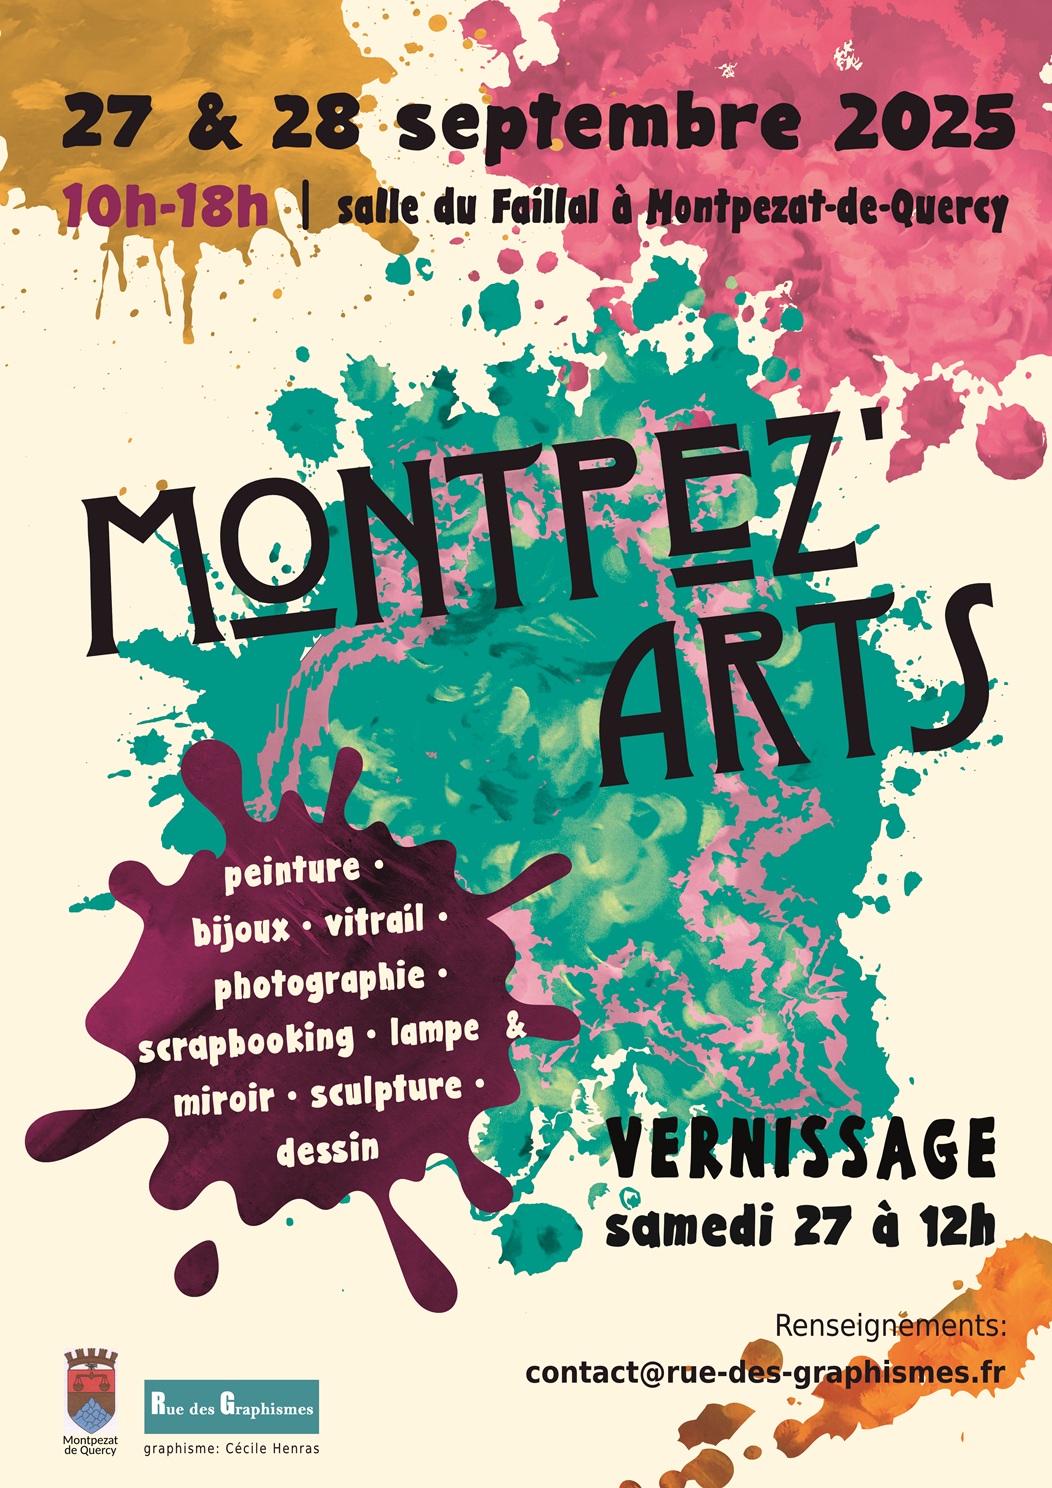 27 & 28 septembre 2025
10h-18h | salle du Faillal à Montpezat-de-Quercy
MONTPEZ'
ARTS
peinture •
bijoux • vitrail •
photographie •
scrapbooking • lampe &
miroir • sculpture •
dessin
VERNISSAGE
samedi 27 à 12h
Renseignements:
contact@rue-des-graphismes.fr
Montpezat
de Quercy
Rue des Graphismes
graphisme: Cécile Henras